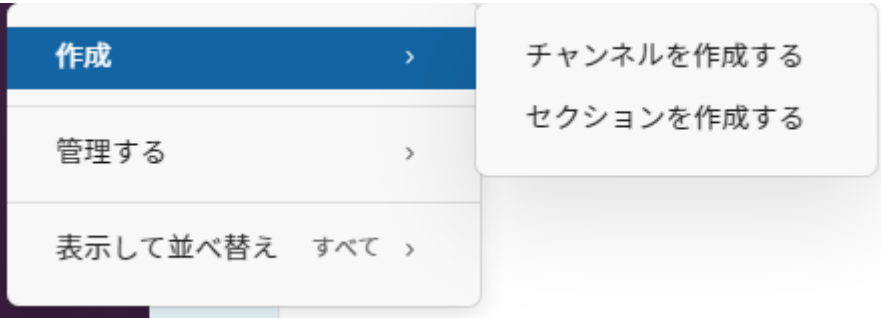 作成
チャンネルを作成する
セクションを作成する
管理する
表示して並べ替え すべて